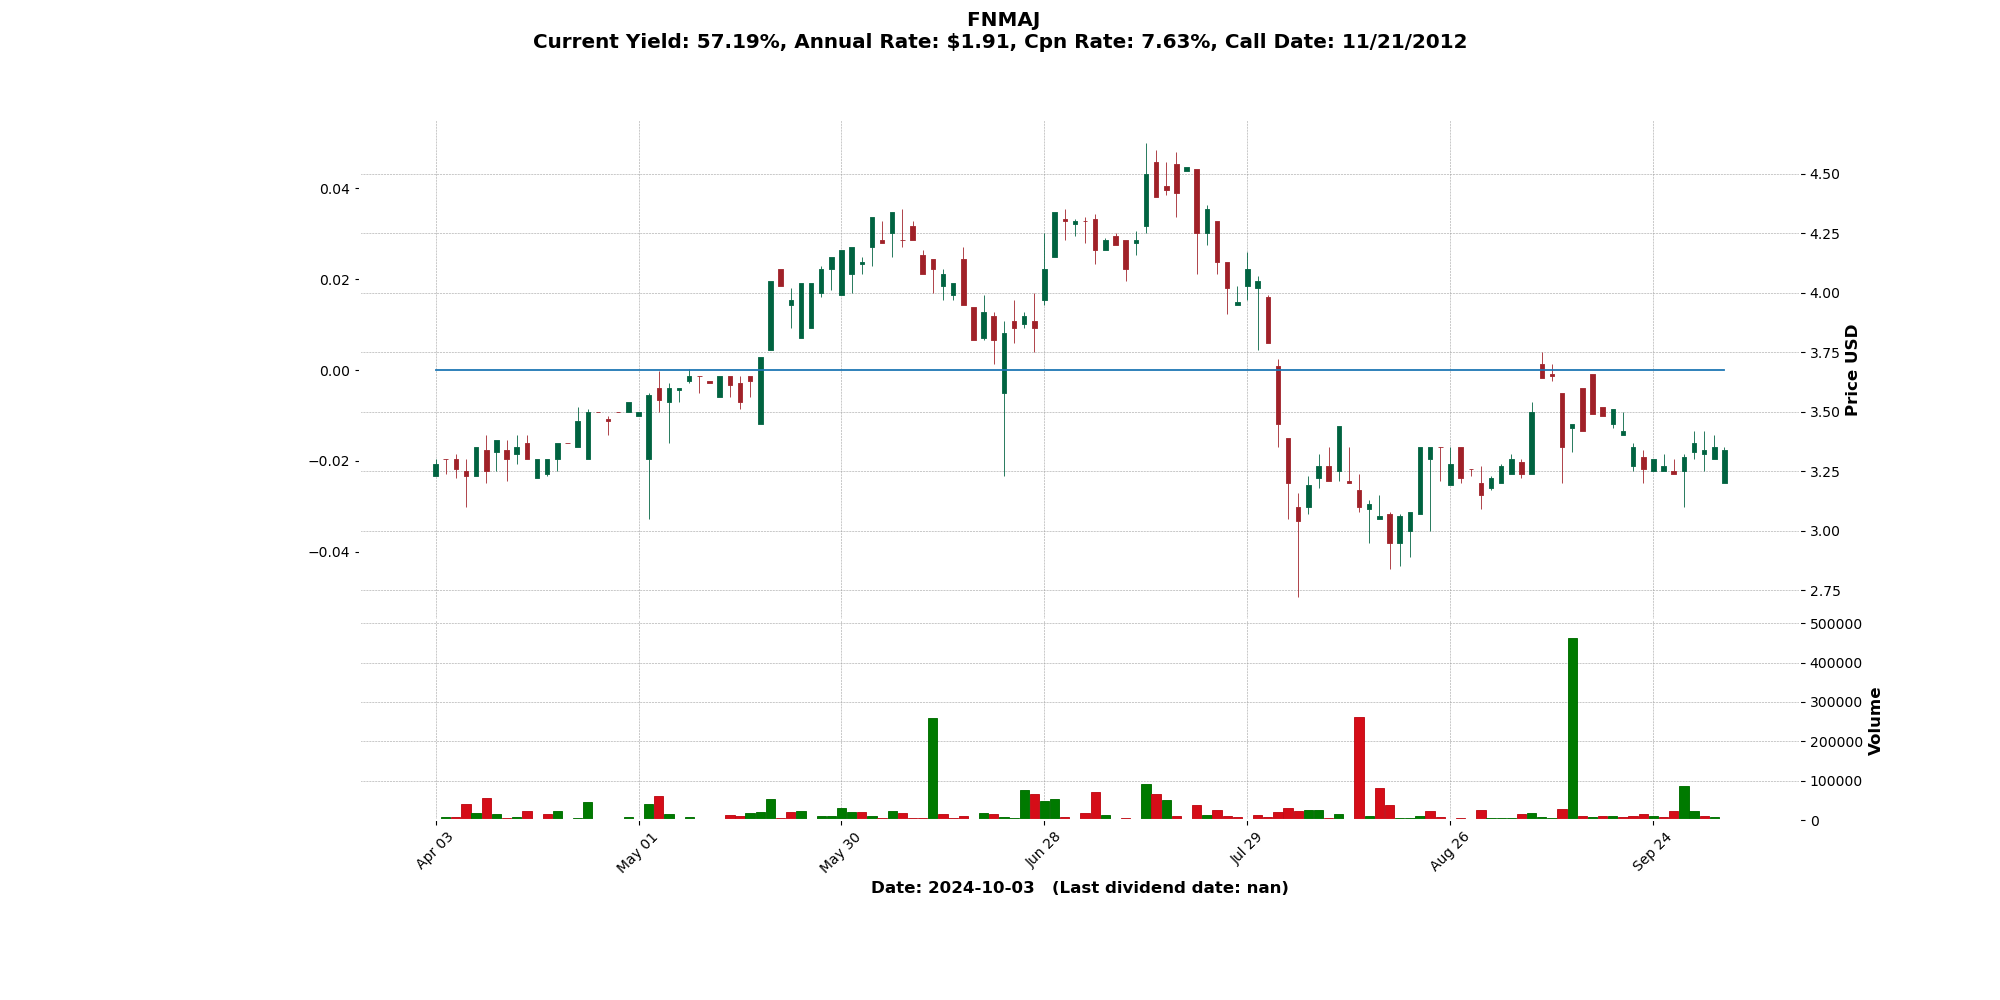 FNMAJ
Current Yield: 57.19%, Annual Rate: $1.91, Cpn Rate: 7.63%, Call Date: 11/21/2012
0.04
0.02
0.00
−0.02
−0.04
4.50
4.25
4.00
3.75
3.50
3.25
3.00
2.75
Price USD
500000
400000
300000
200000
100000
0
Volume
Apr 03
May 01
May 30
Jun 28
Jul 29
Aug 26
Sep 24
Date: 2024-10-03   (Last dividend date: nan)